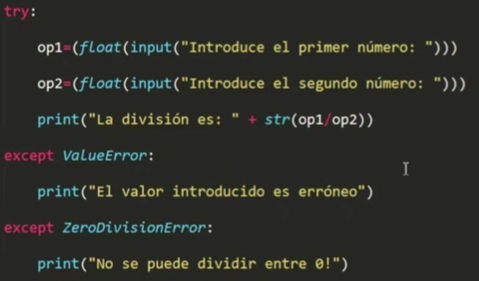 try:
    op1=(float(input("Introduce el primer número: ")))
    op2=(float(input("Introduce el segundo número: ")))
    print("La división es: " + str(op1/op2))
except ValueError:
    print("El valor introducido es erróneo")
except ZeroDivisionError:
    print("No se puede dividir entre 0!")